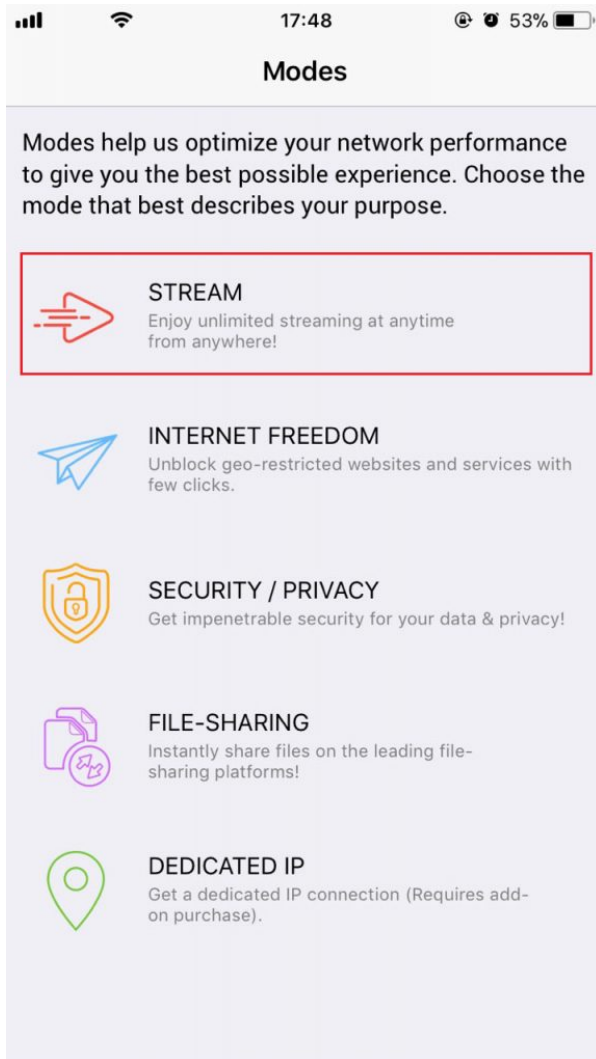 17:48
53%
Modes
Modes help us optimize your network performance
to give you the best possible experience. Choose the
mode that best describes your purpose.
STREAM
Enjoy unlimited streaming at anytime
from anywhere!
INTERNET FREEDOM
Unblock geo-restricted websites and services with
few clicks.
SECURITY / PRIVACY
Get impenetrable security for your data & privacy!
FILE-SHARING
Instantly share files on the leading file-
sharing platforms!
DEDICATED IP
Get a dedicated IP connection (Requires add-
on purchase).